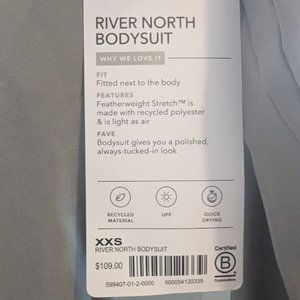 RIVER NORTH
BODYSUIT
WHY WE LOVE IT
FIT
Fitted next to the body
FEATURES
Featherweight Stretch™ is
made with recycled polyester
& is light as air
FAVE
Bodysuit gives you a polished,
always-tucked-in look
RECYCLED
MATERIAL
UPF
QUICK
DRYING
XXS
RIVER NORTH BODYSUIT
$109.00
599407-01-2-0000 500054120339
Certified
B
Corporation